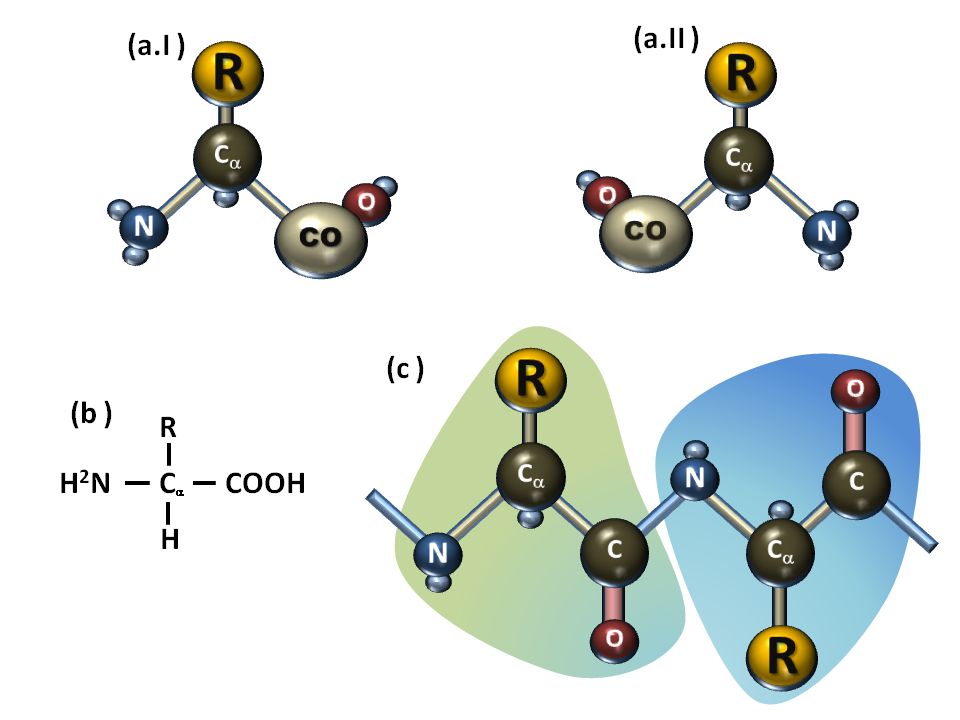 (a.I ) (a.II )
R R
Cα Cα
N CO O O CO N
(c )
(b )
R
H²N — Cα — COOH
H
R O
Cα N C
N C Cα
O R